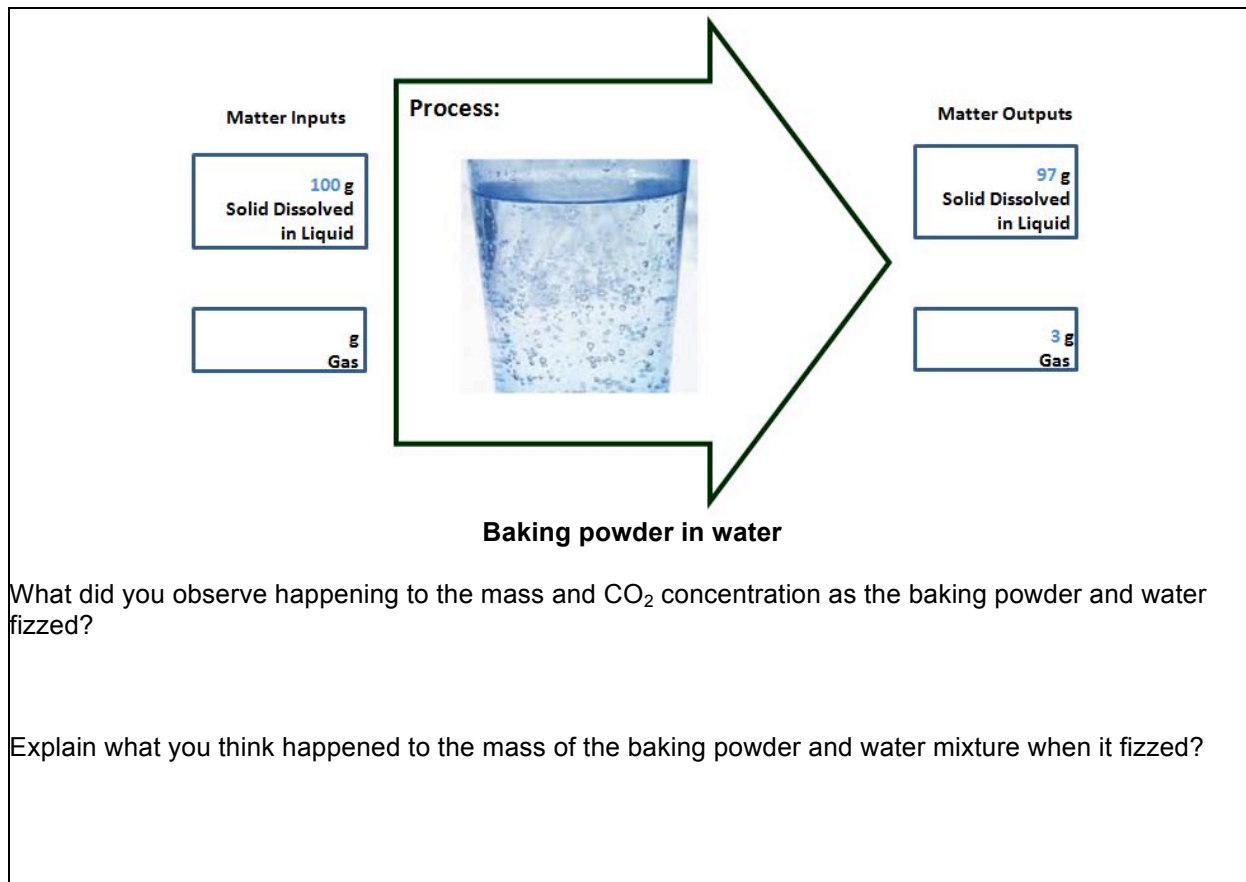 Matter Inputs
100 g
Solid Dissolved
in Liquid
g
Gas
Process:
Matter Outputs
97 g
Solid Dissolved
in Liquid
3 g
Gas
Baking powder in water
What did you observe happening to the mass and CO₂ concentration as the baking powder and water
fizzed?
Explain what you think happened to the mass of the baking powder and water mixture when it fizzed?